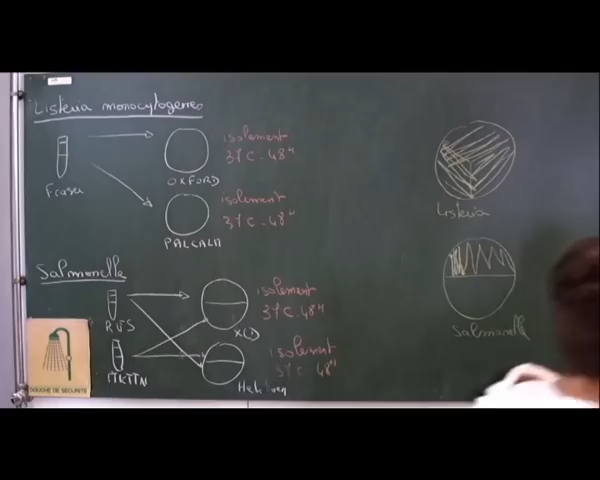 Listeria monocytogenes
isolement
37°C - 48H
Fraser
OXFORD
isolement
37°C - 48H
PALCALM
Salmonelle
isolement
37°C - 48H
RVS
XLD
isolement
37°C 48H
MKTTN
Hektoen
DOUCHE DE SÉCURITÉ
Listeria
Salmonelle